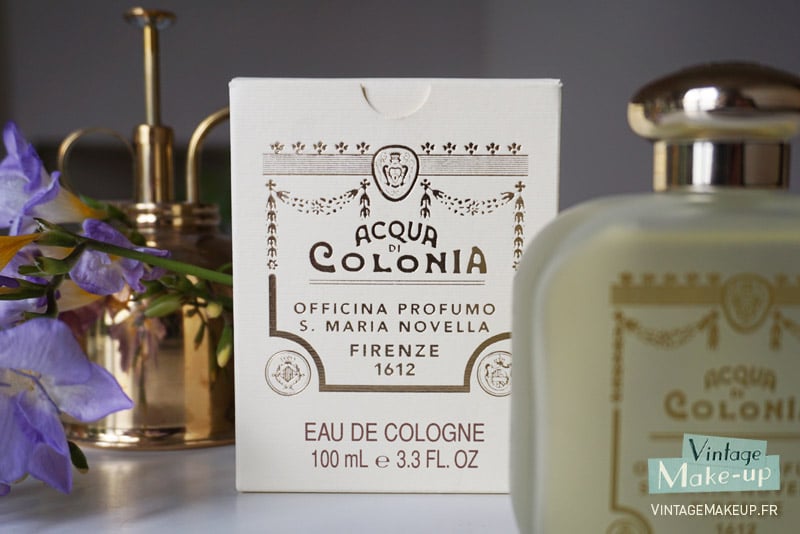 ACQUA
DI
COLONIA
OFFICINA PROFUMO
S. MARIA NOVELLA
FIRENZE
1612
EAU DE COLOGNE
100 mL ℮ 3.3 FL. OZ
ACQUA
DI
COLONIA
1612
Vintage
Make-up
VINTAGEMAKEUP.FR